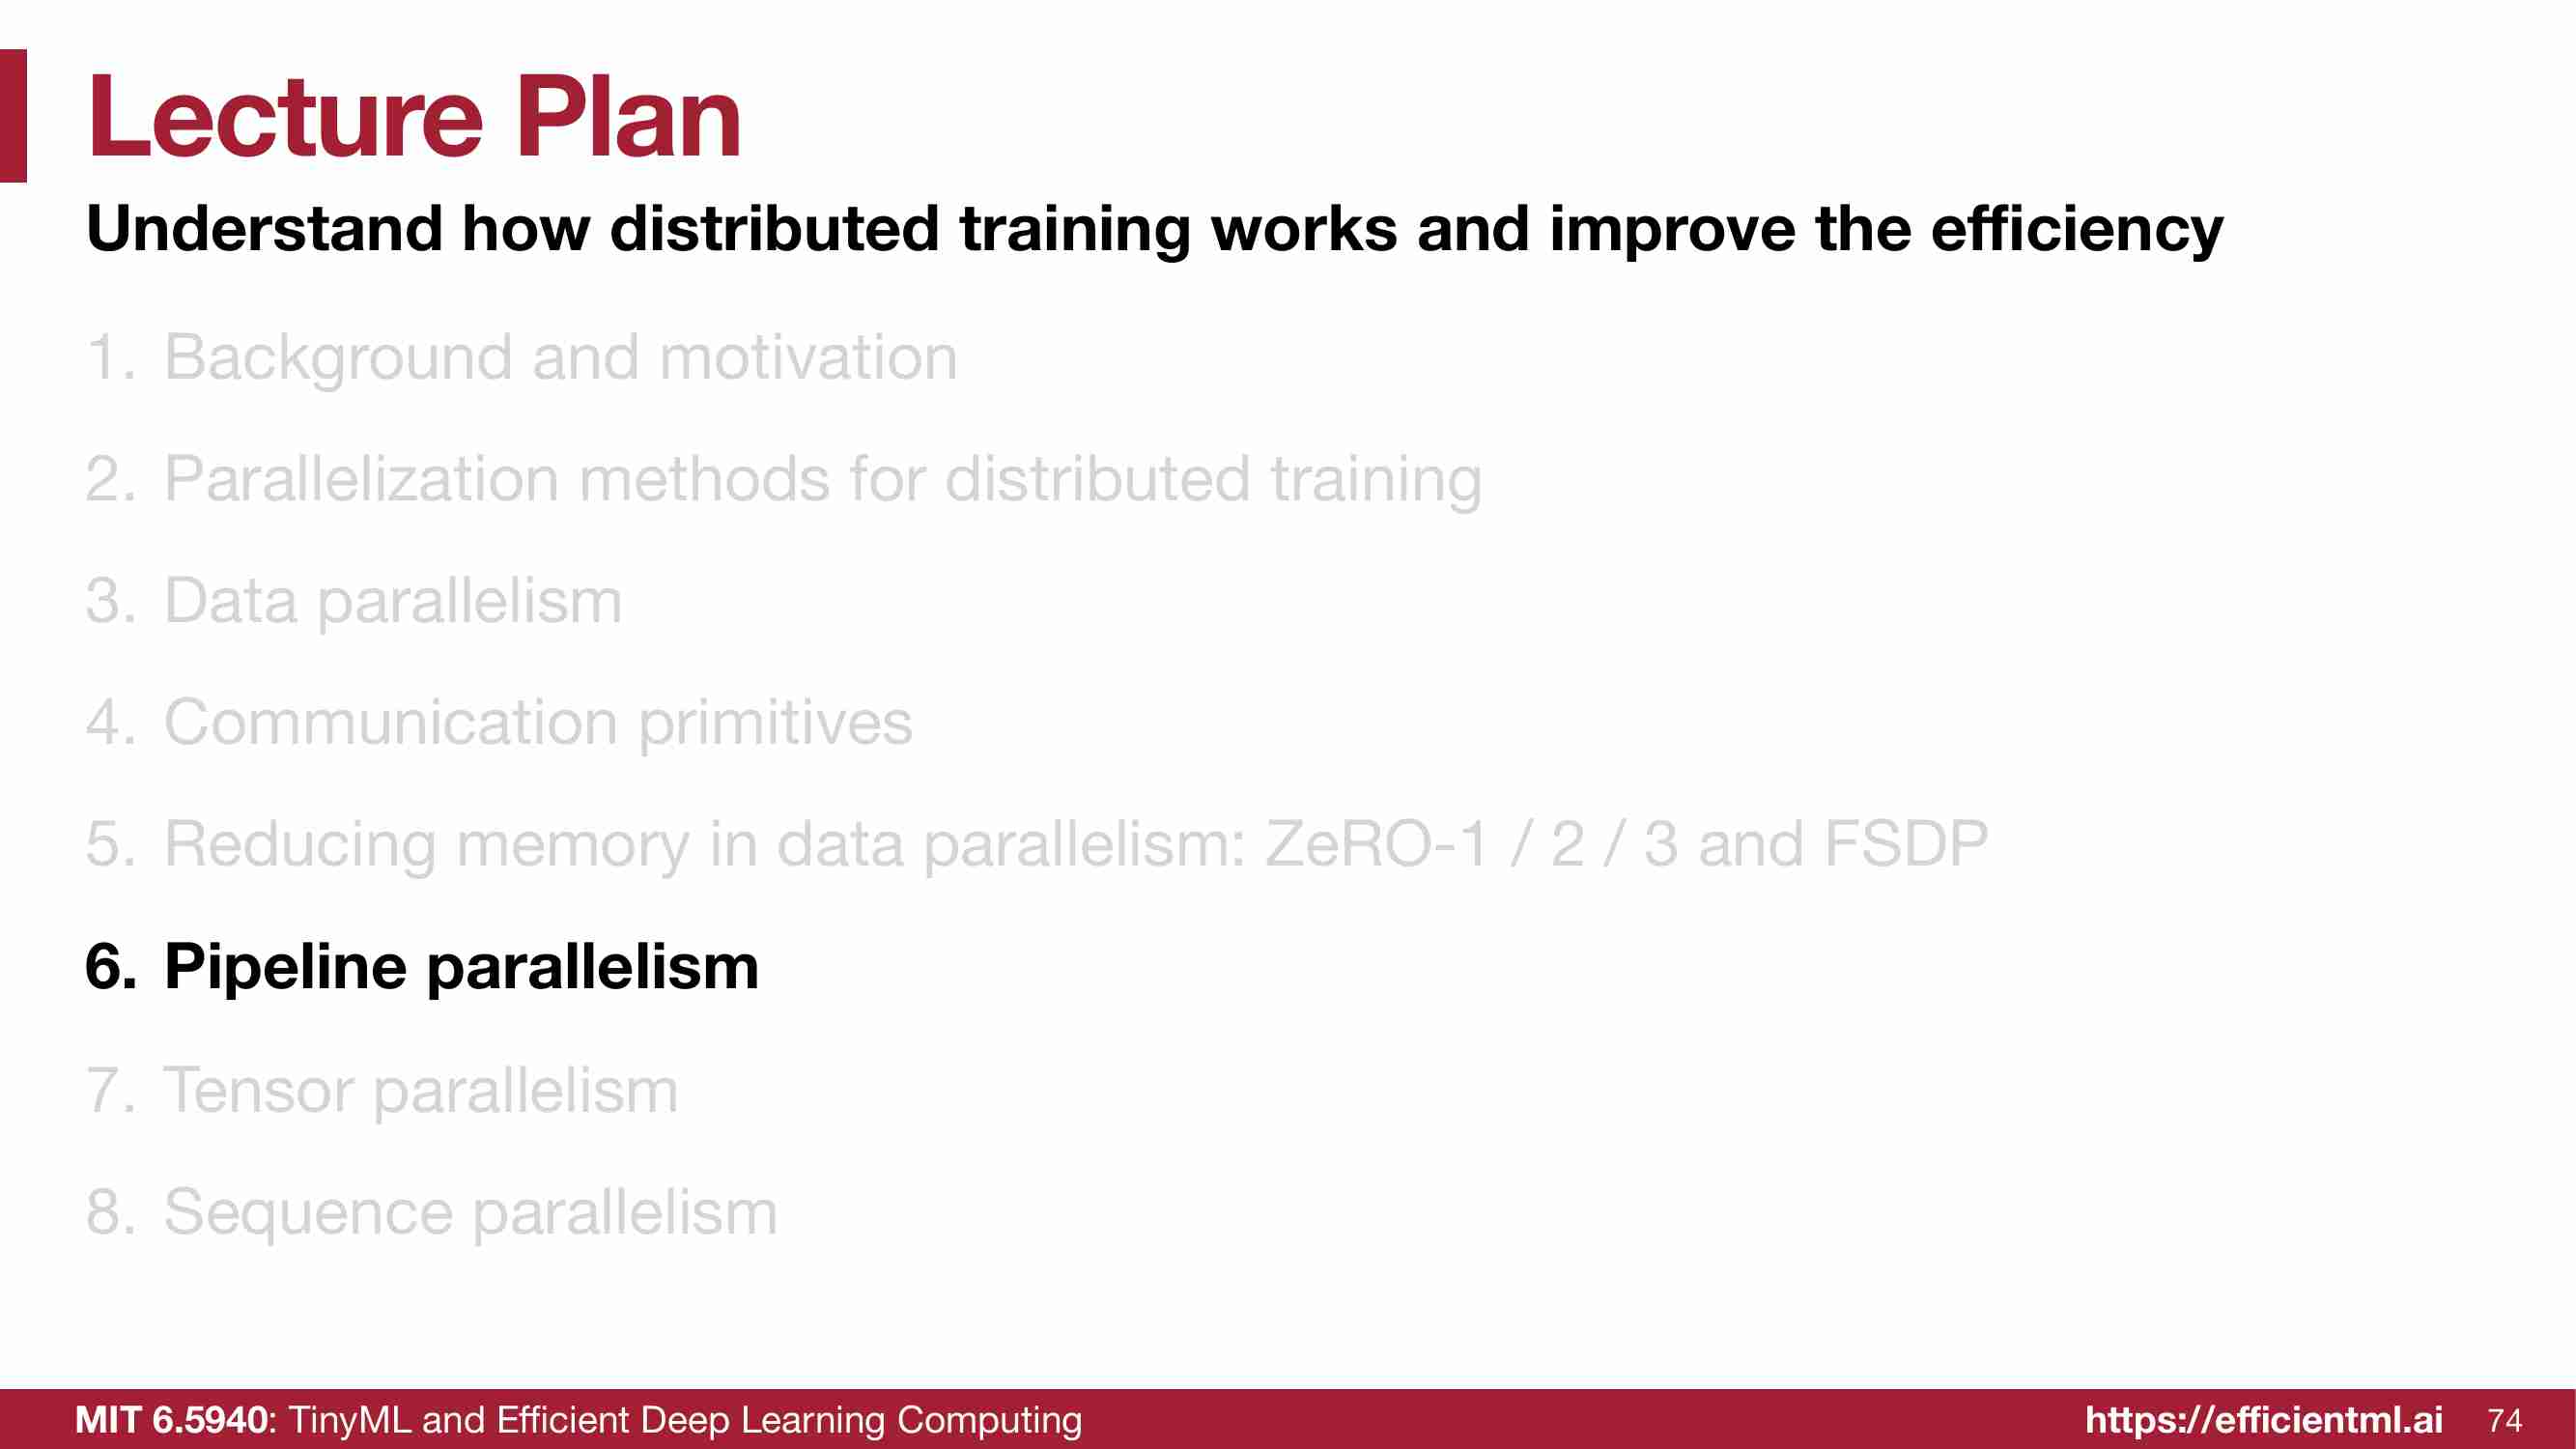 Lecture Plan
Understand how distributed training works and improve the efficiency
1. Background and motivation
2. Parallelization methods for distributed training
3. Data parallelism
4. Communication primitives
5. Reducing memory in data parallelism: ZeRO-1 / 2 / 3 and FSDP
6. Pipeline parallelism
7. Tensor parallelism
8. Sequence parallelism
MIT 6.5940: TinyML and Efficient Deep Learning Computing
https://efficientml.ai 74